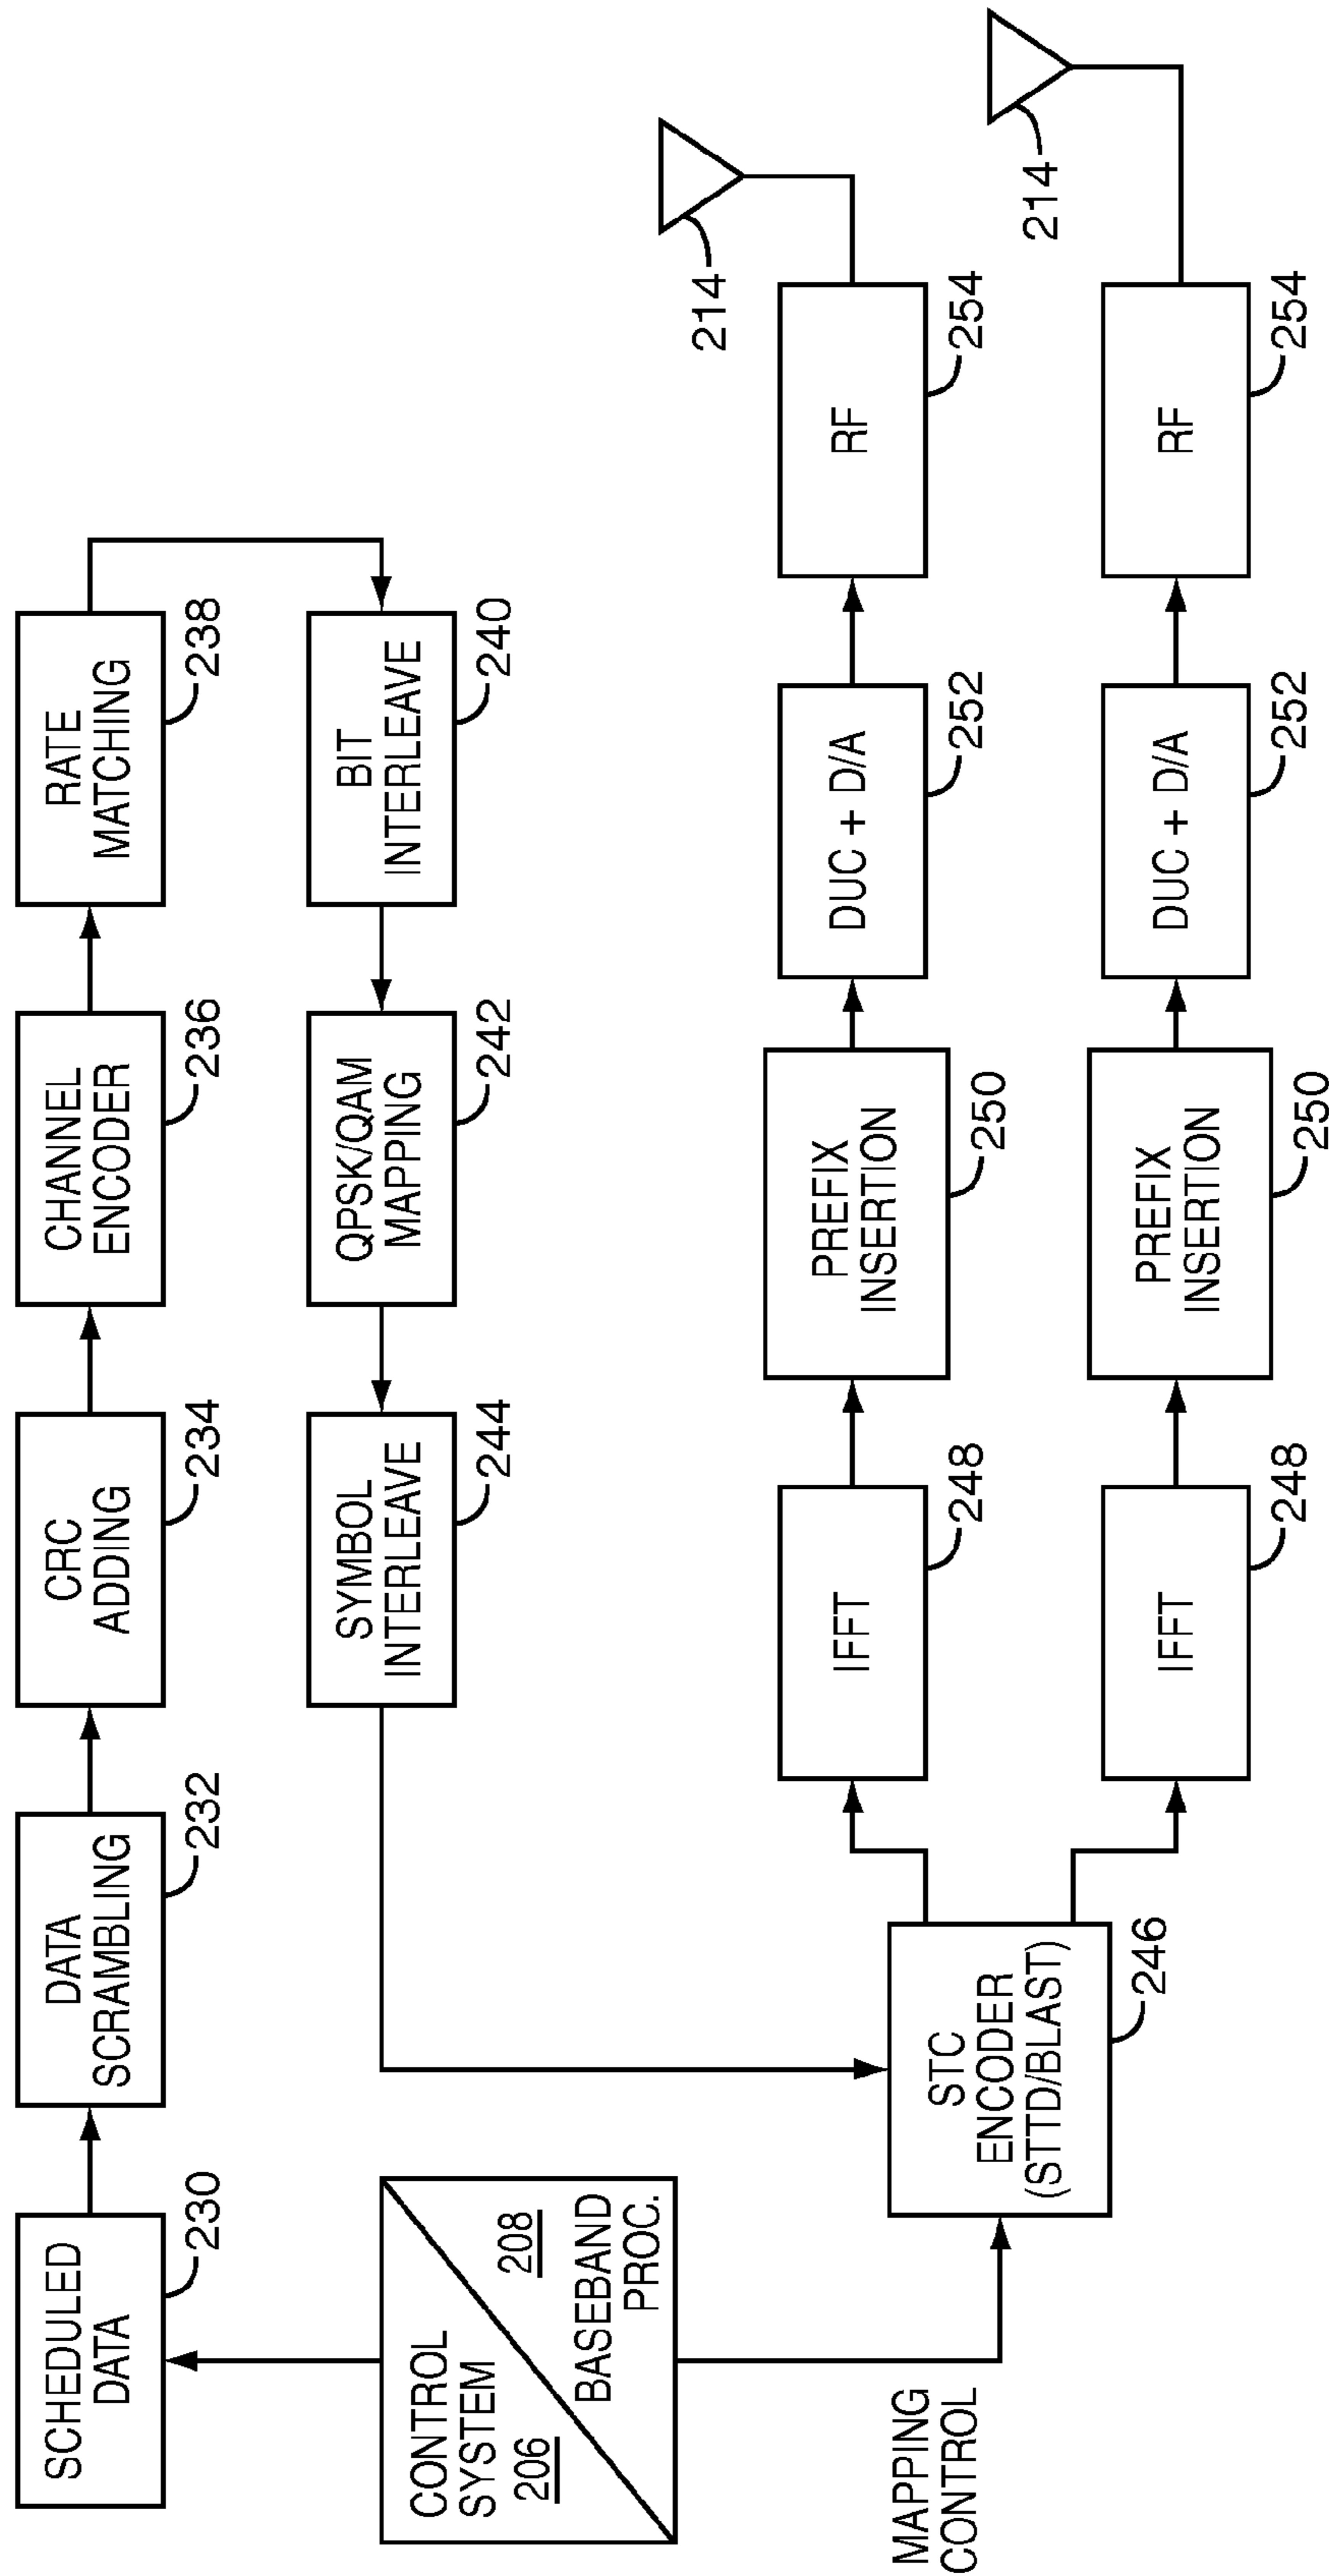 SCHEDULED
DATA
230
DATA
SCRAMBLING
232
CRC
ADDING
234
CHANNEL
ENCODER
236
RATE
MATCHING
238
CONTROL
SYSTEM
206
208
BASEBAND
PROC.
SYMBOL
INTERLEAVE
244
QPSK/QAM
MAPPING
242
BIT
INTERLEAVE
240
MAPPING
CONTROL
STC
ENCODER
(STTD/BLAST)
246
IFFT
248
PREFIX
INSERTION
250
DUC + D/A
252
RF
254
214
IFFT
248
PREFIX
INSERTION
250
DUC + D/A
252
RF
254
214